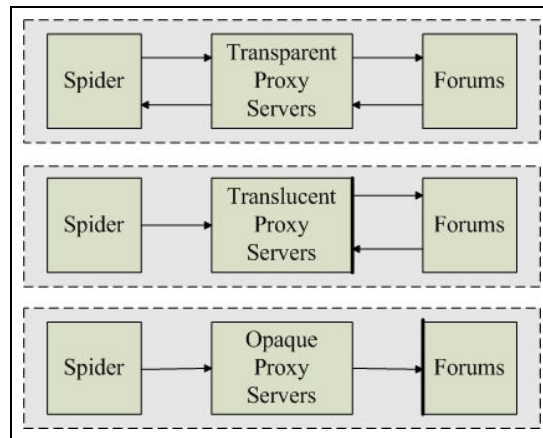 Spider
Transparent
Proxy
Servers
Forums
Spider
Translucent
Proxy
Servers
Forums
Spider
Opaque
Proxy
Servers
Forums